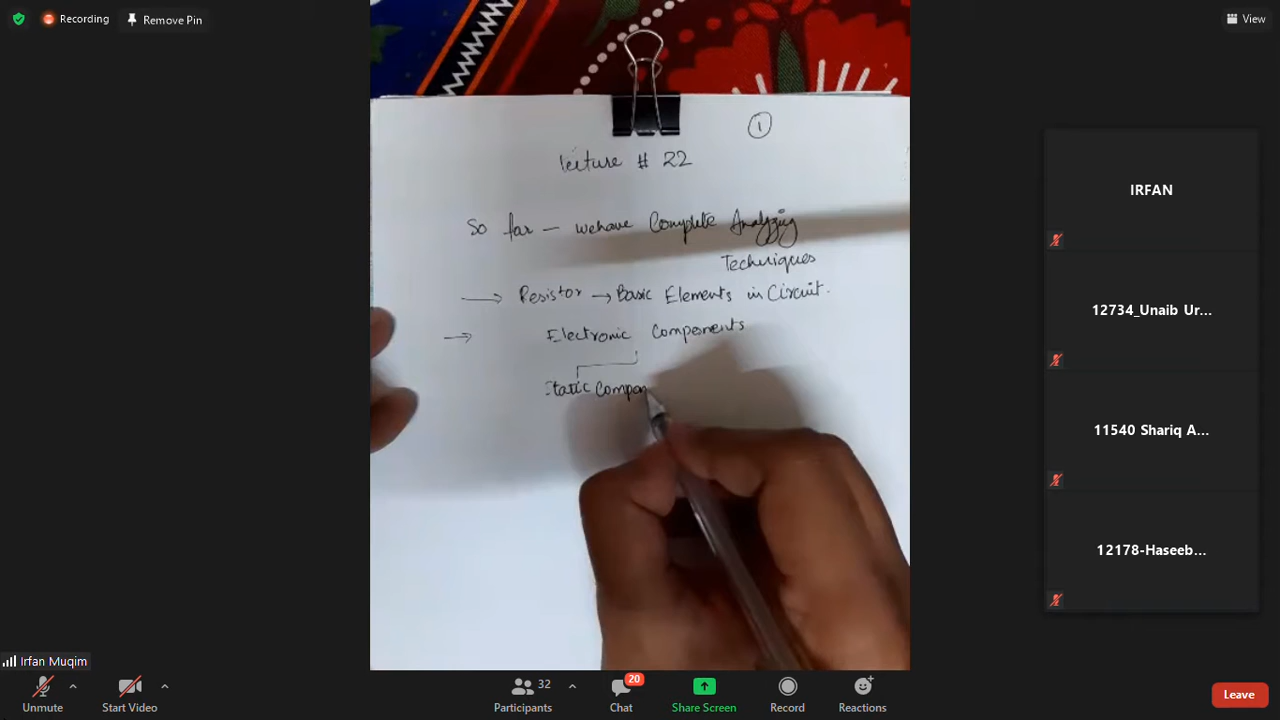 Recording
Remove Pin
View
1
Lecture # 22
So far — wehave Complete Analyzing
Techniques
→ Resistor → Basic Elements in Circuit.
→ Electronic Components
Static Compon
IRFAN
12734_Unaib Ur...
11540 Shariq A...
12178-Haseeb...
Irfan Muqim
Unmute
Start Video
32
Participants
20
Chat
Share Screen
Record
Reactions
Leave